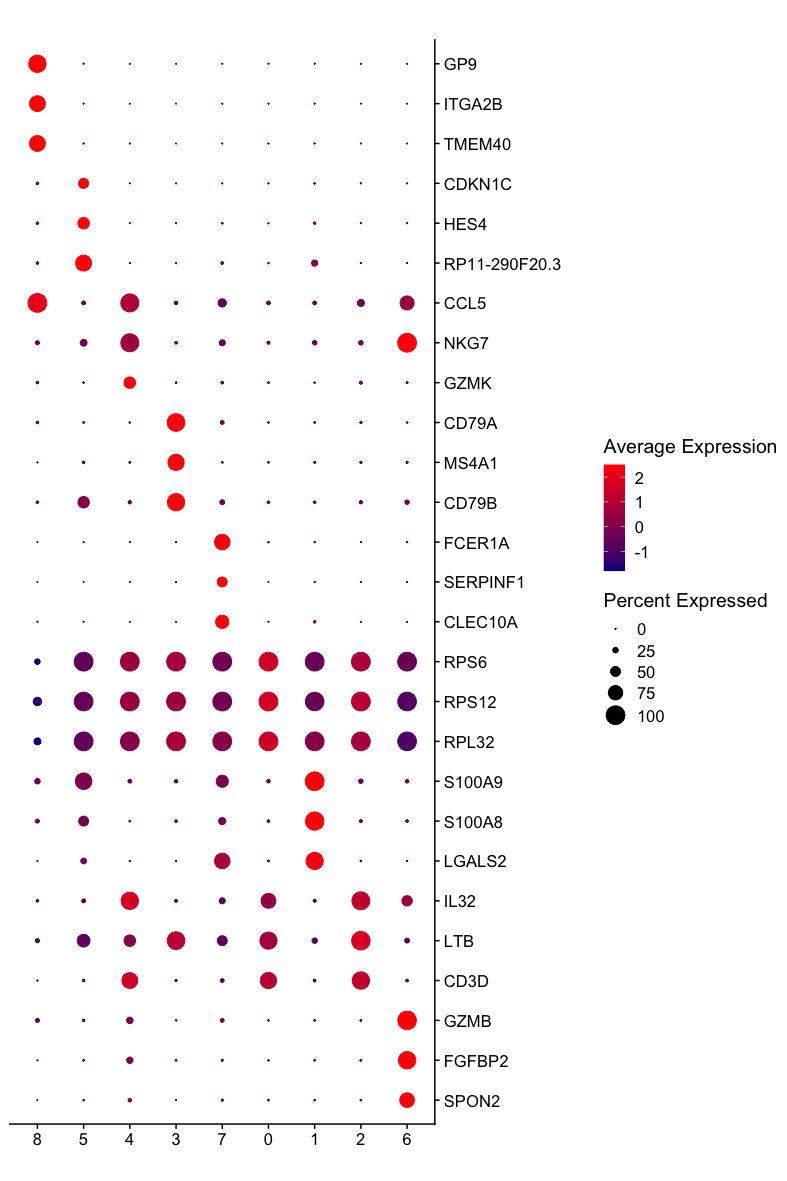 GP9
ITGA2B
TMEM40
CDKN1C
HES4
RP11-290F20.3
CCL5
NKG7
GZMK
CD79A
MS4A1
CD79B
FCER1A
SERPINF1
CLEC10A
RPS6
RPS12
RPL32
S100A9
S100A8
LGALS2
IL32
LTB
CD3D
GZMB
FGFBP2
SPON2
8 5 4 3 7 0 1 2 6
Average Expression
2
1
0
-1
Percent Expressed
0
25
50
75
100